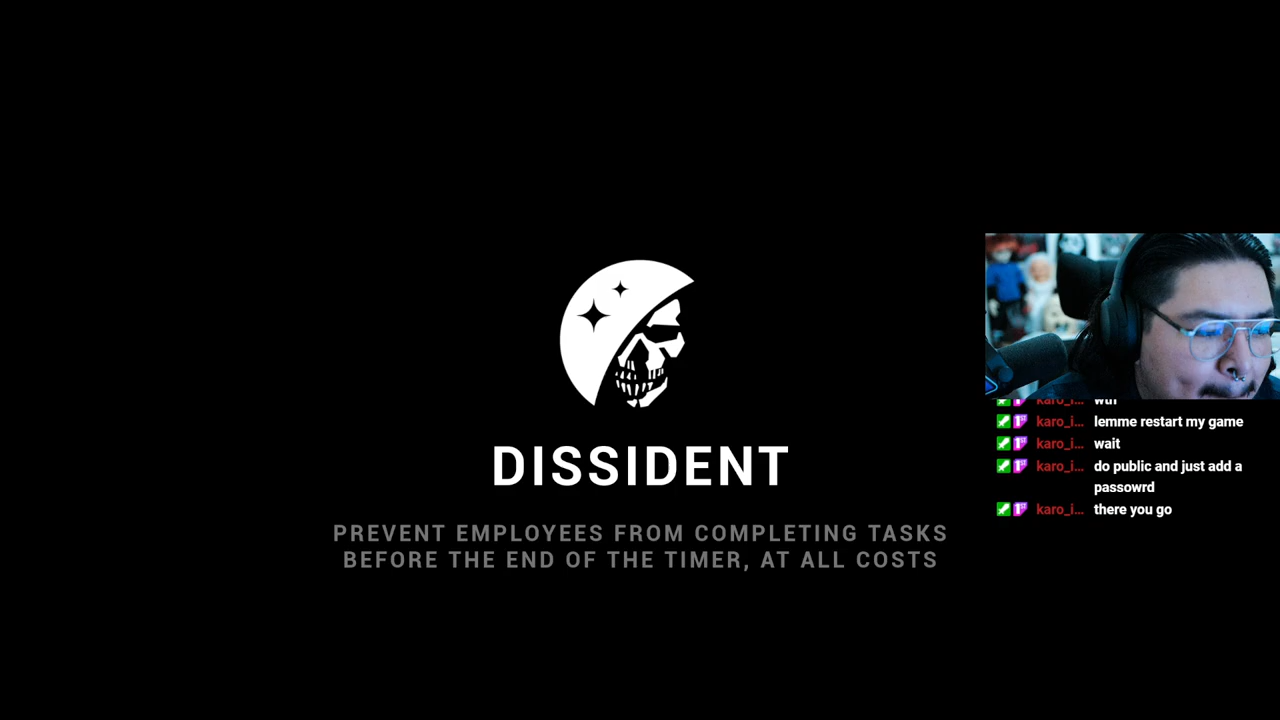 DISSIDENT
PREVENT EMPLOYEES FROM COMPLETING TASKS
BEFORE THE END OF THE TIMER, AT ALL COSTS
karo_i... lemme restart my game
karo_i... wait
karo_i... do public and just add a
passowrd
karo_i... there you go